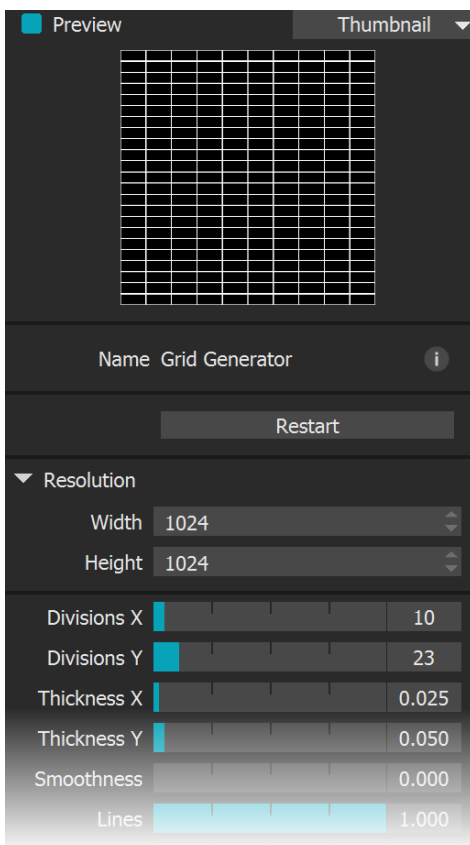 Preview Thumbnail
Name Grid Generator i
Restart
Resolution
Width 1024
Height 1024
Divisions X 10
Divisions Y 23
Thickness X 0.025
Thickness Y 0.050
Smoothness 0.000
Lines 1.000